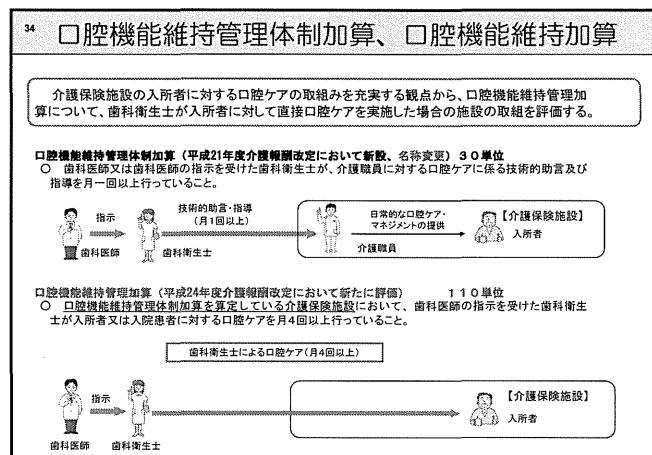 34
口腔機能維持管理体制加算、口腔機能維持加算
介護保険施設の入所者に対する口腔ケアの取組みを充実する観点から、口腔機能維持管理加
算について、歯科衛生士が入所者に対して直接口腔ケアを実施した場合の施設の取組を評価する。
口腔機能維持管理体制加算（平成21年度介護報酬改定において新設、名称変更）３０単位
○ 歯科医師又は歯科医師の指示を受けた歯科衛生士が、介護職員に対する口腔ケアに係る技術的助言及び
指導を月一回以上行っていること。
指示
技術的助言・指導
（月1回以上）
日常的な口腔ケア・
マネジメントの提供
【介護保険施設】
入所者
歯科医師
歯科衛生士
介護職員
口腔機能維持管理加算（平成24年度介護報酬改定において新たに評価） １１０単位
○ 口腔機能維持管理体制加算を算定している介護保険施設において、歯科医師の指示を受けた歯科衛生
士が入所者又は入院患者に対する口腔ケアを月４回以上行っていること。
歯科衛生士による口腔ケア（月４回以上）
指示
【介護保険施設】
入所者
歯科医師
歯科衛生士